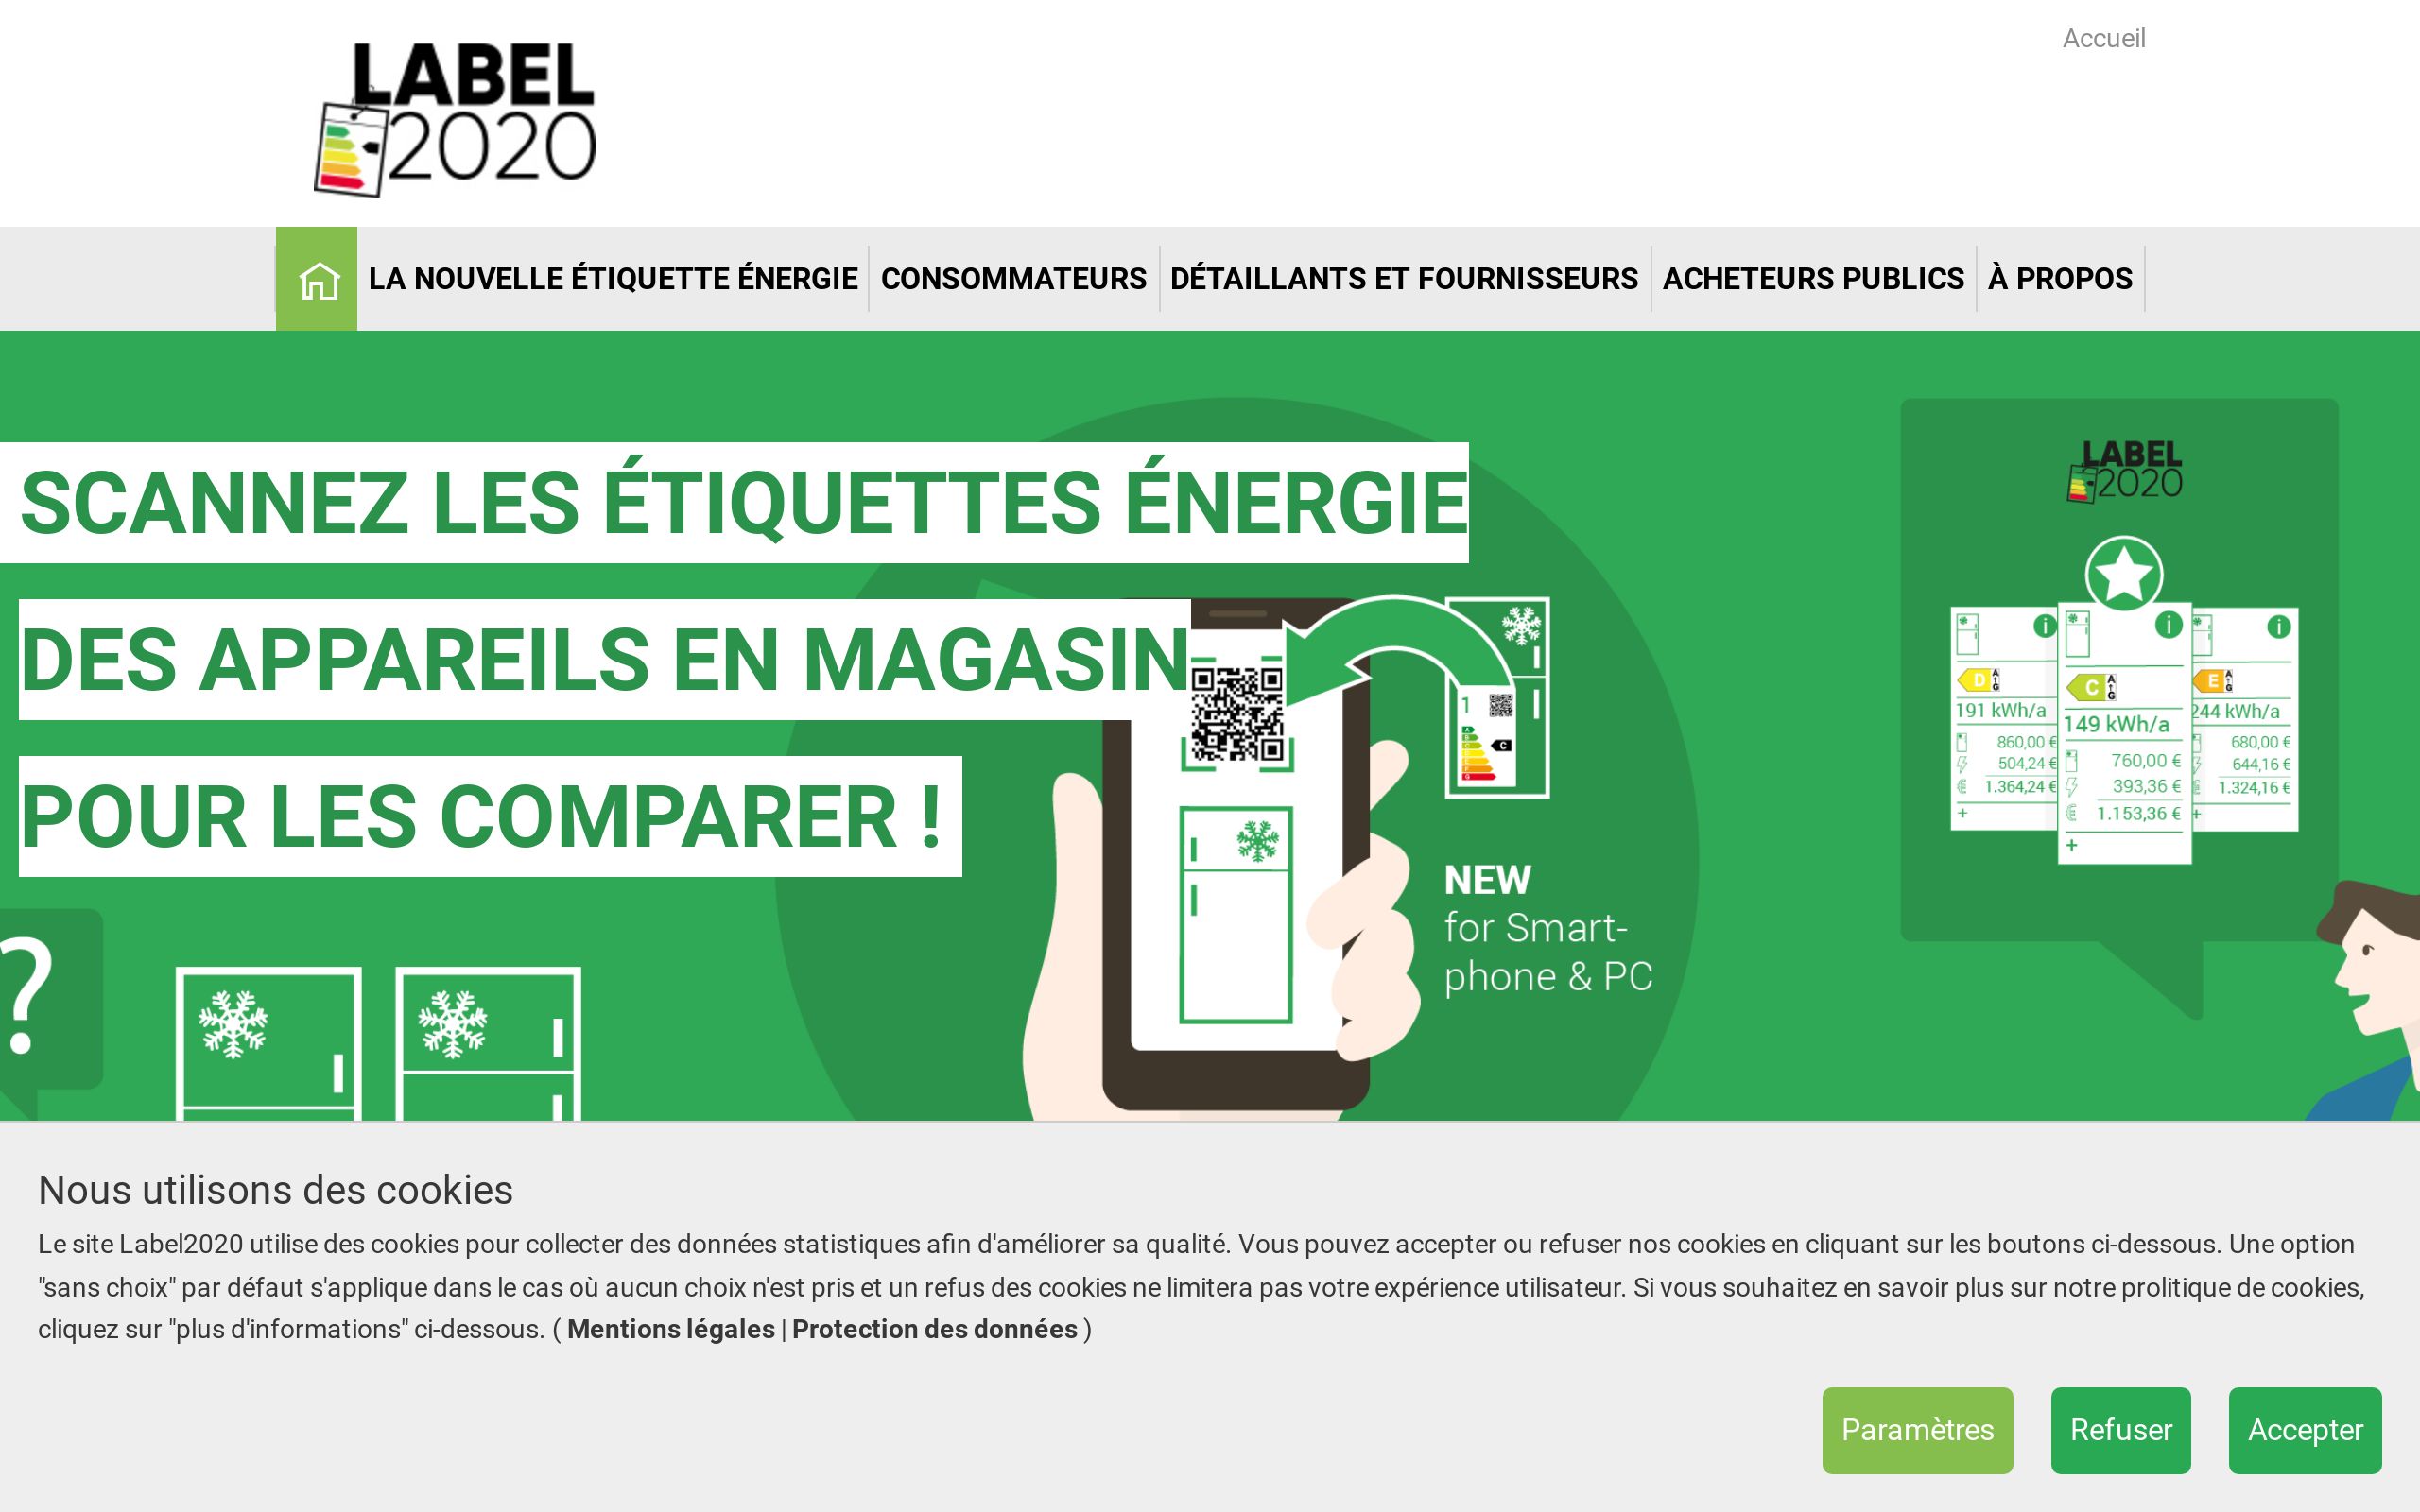 LABEL
2020
Accueil
LA NOUVELLE ÉTIQUETTE ÉNERGIE
CONSOMMATEURS
DÉTAILLANTS ET FOURNISSEURS
ACHETEURS PUBLICS
À PROPOS
SCANNEZ LES ÉTIQUETTES ÉNERGIE
DES APPAREILS EN MAGASIN
POUR LES COMPARER !
?
1
C
NEW
for Smart-
phone & PC
LABEL
2020
i
D
A
G
191 kWh/a
860,00 €
504,24 €
1.364,24 €
+
i
C
A
G
149 kWh/a
760,00 €
393,36 €
1.153,36 €
+
i
E
A
G
244 kWh/a
680,00 €
644,16 €
1.324,16 €
+
Nous utilisons des cookies
Le site Label2020 utilise des cookies pour collecter des données statistiques afin d'améliorer sa qualité. Vous pouvez accepter ou refuser nos cookies en cliquant sur les boutons ci-dessous. Une option
"sans choix" par défaut s'applique dans le cas où aucun choix n'est pris et un refus des cookies ne limitera pas votre expérience utilisateur. Si vous souhaitez en savoir plus sur notre prolitique de cookies,
cliquez sur "plus d'informations" ci-dessous. ( Mentions légales | Protection des données )
Paramètres
Refuser
Accepter